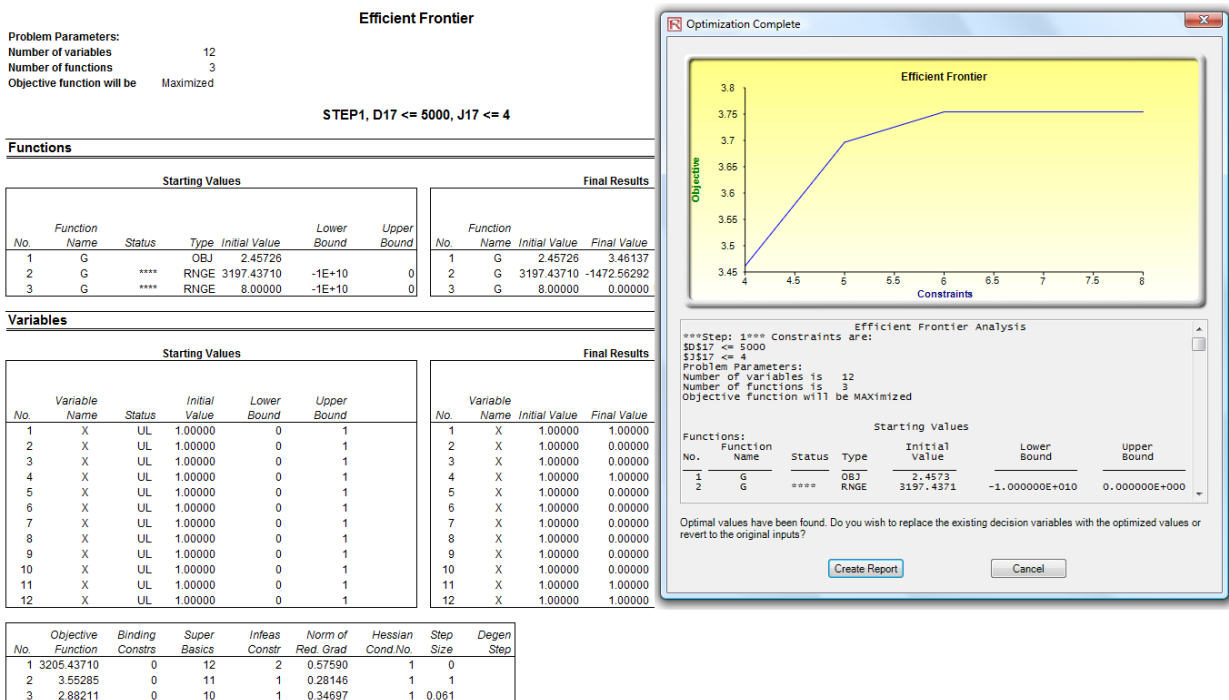 Efficient Frontier
Problem Parameters:
Number of variables 12
Number of functions 3
Objective function will be Maximized
STEP1, D17 <= 5000, J17 <= 4
Functions
Starting Values Final Results
Function Lower Upper Function
No. Name Status Type Initial Value Bound Bound No. Name Initial Value Final Value
1 G OBJ 2.45726 1 G 2.45726 3.46137
2 G **** RNGE 3197.43710 -1E+10 0 2 G 3197.43710 -1472.56292
3 G **** RNGE 8.00000 -1E+10 0 3 G 8.00000 0.00000
Variables
Starting Values Final Results
Variable Initial Lower Upper Variable
No. Name Status Value Bound Bound No. Name Initial Value Final Value
1 X UL 1.00000 0 1 1 X 1.00000 1.00000
2 X UL 1.00000 0 1 2 X 1.00000 0.00000
3 X UL 1.00000 0 1 3 X 1.00000 0.00000
4 X UL 1.00000 0 1 4 X 1.00000 1.00000
5 X UL 1.00000 0 1 5 X 1.00000 0.00000
6 X UL 1.00000 0 1 6 X 1.00000 0.00000
7 X UL 1.00000 0 1 7 X 1.00000 0.00000
8 X UL 1.00000 0 1 8 X 1.00000 0.00000
9 X UL 1.00000 0 1 9 X 1.00000 0.00000
10 X UL 1.00000 0 1 10 X 1.00000 0.00000
11 X UL 1.00000 0 1 11 X 1.00000 1.00000
12 X UL 1.00000 0 1 12 X 1.00000 1.00000
Objective Binding Super Infeas Norm of Hessian Step Degen
No. Function Constrs Basics Constr Red. Grad Cond.No. Size Step
1 3205.43710 0 12 2 0.57590 1 0
2 3.55285 0 11 1 0.28146 1 1
3 2.88211 0 10 1 0.34697 1 0.061
Optimization Complete
Efficient Frontier
3.8
3.75
3.7
3.65
3.6
3.55
3.5
3.45
Objective
4 4.5 5 5.5 6 6.5 7 7.5 8
Constraints
Efficient Frontier Analysis
***Step: 1*** Constraints are:
$D$17 <= 5000
$J$17 <= 4
Problem Parameters:
Number of variables is 12
Number of functions is 3
Objective function will be MAXimized
Starting Values
Functions:
Function Initial Lower Upper
No. Name Status Type Value Bound Bound
1 G OBJ 2.4573
2 G **** RNGE 3197.4371 -1.000000E+010 0.000000E+000
Optimal values have been found. Do you wish to replace the existing decision variables with the optimized values or
revert to the original inputs?
Create Report Cancel